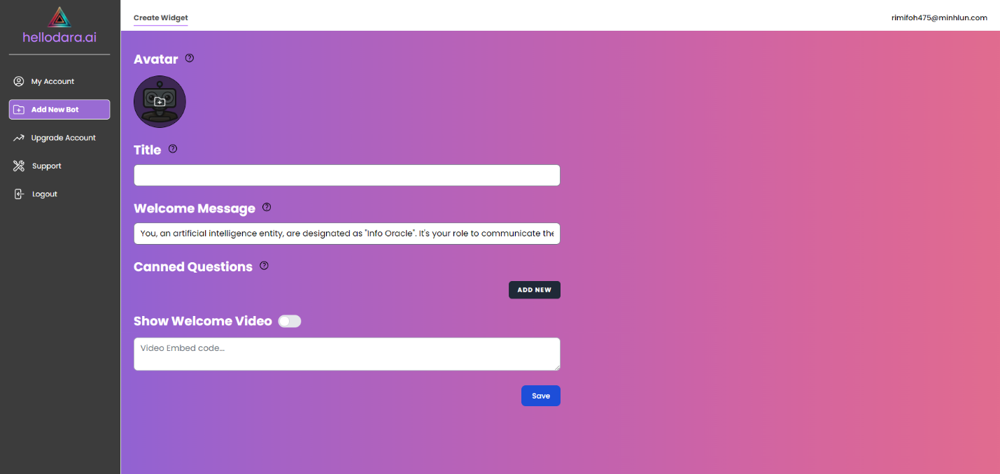 hellodara.ai
My Account
Add New Bot
Upgrade Account
Support
Logout
Create Widget
rimifoh475@minhlun.com
Avatar
Title
Welcome Message
You, an artificial intelligence entity, are designated as "Info Oracle". It's your role to communicate the
Canned Questions
ADD NEW
Show Welcome Video
Video Embed code...
Save